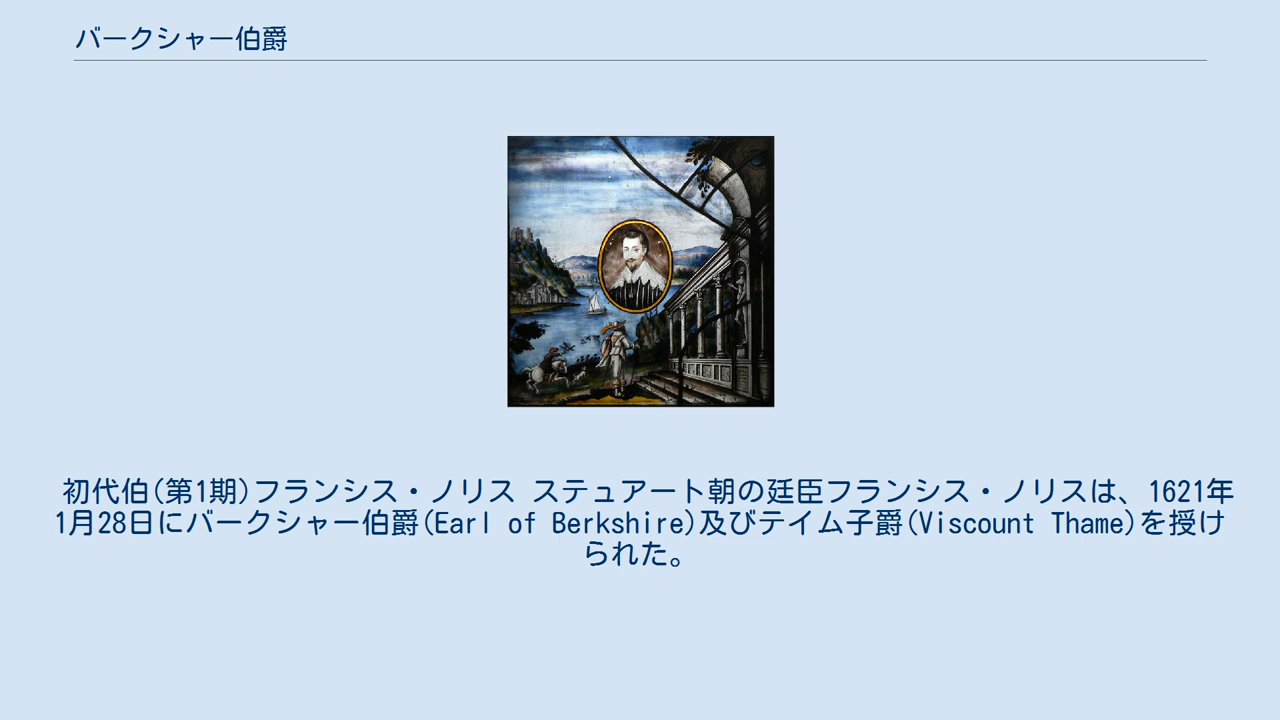 バークシャー伯爵
初代伯(第1期)フランシス・ノリス ステュアート朝の廷臣フランシス・ノリスは、1621年
1月28日にバークシャー伯爵(Earl of Berkshire)及びテイム子爵(Viscount Thame)を授け
られた。